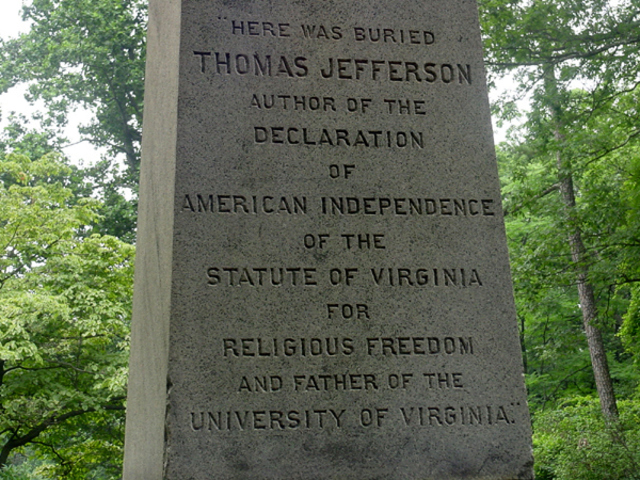 "HERE WAS BURIED
THOMAS JEFFERSON
AUTHOR OF THE
DECLARATION
OF
AMERICAN INDEPENDENCE
OF THE
STATUTE OF VIRGINIA
FOR
RELIGIOUS FREEDOM
AND FATHER OF THE
UNIVERSITY OF VIRGINIA."